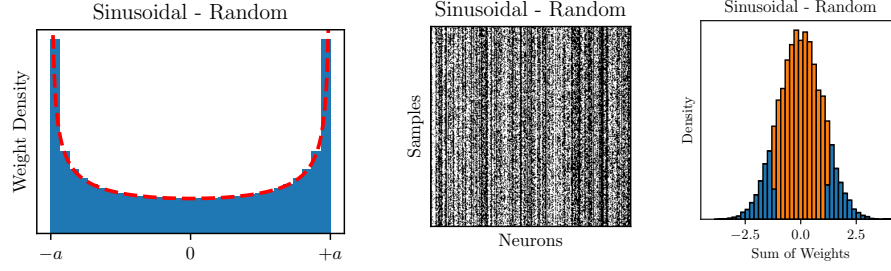 Sinusoidal - Random
Weight Density
−a
0
+a
Sinusoidal - Random
Samples
Neurons
Sinusoidal - Random
Density
−2.5
0.0
2.5
Sum of Weights